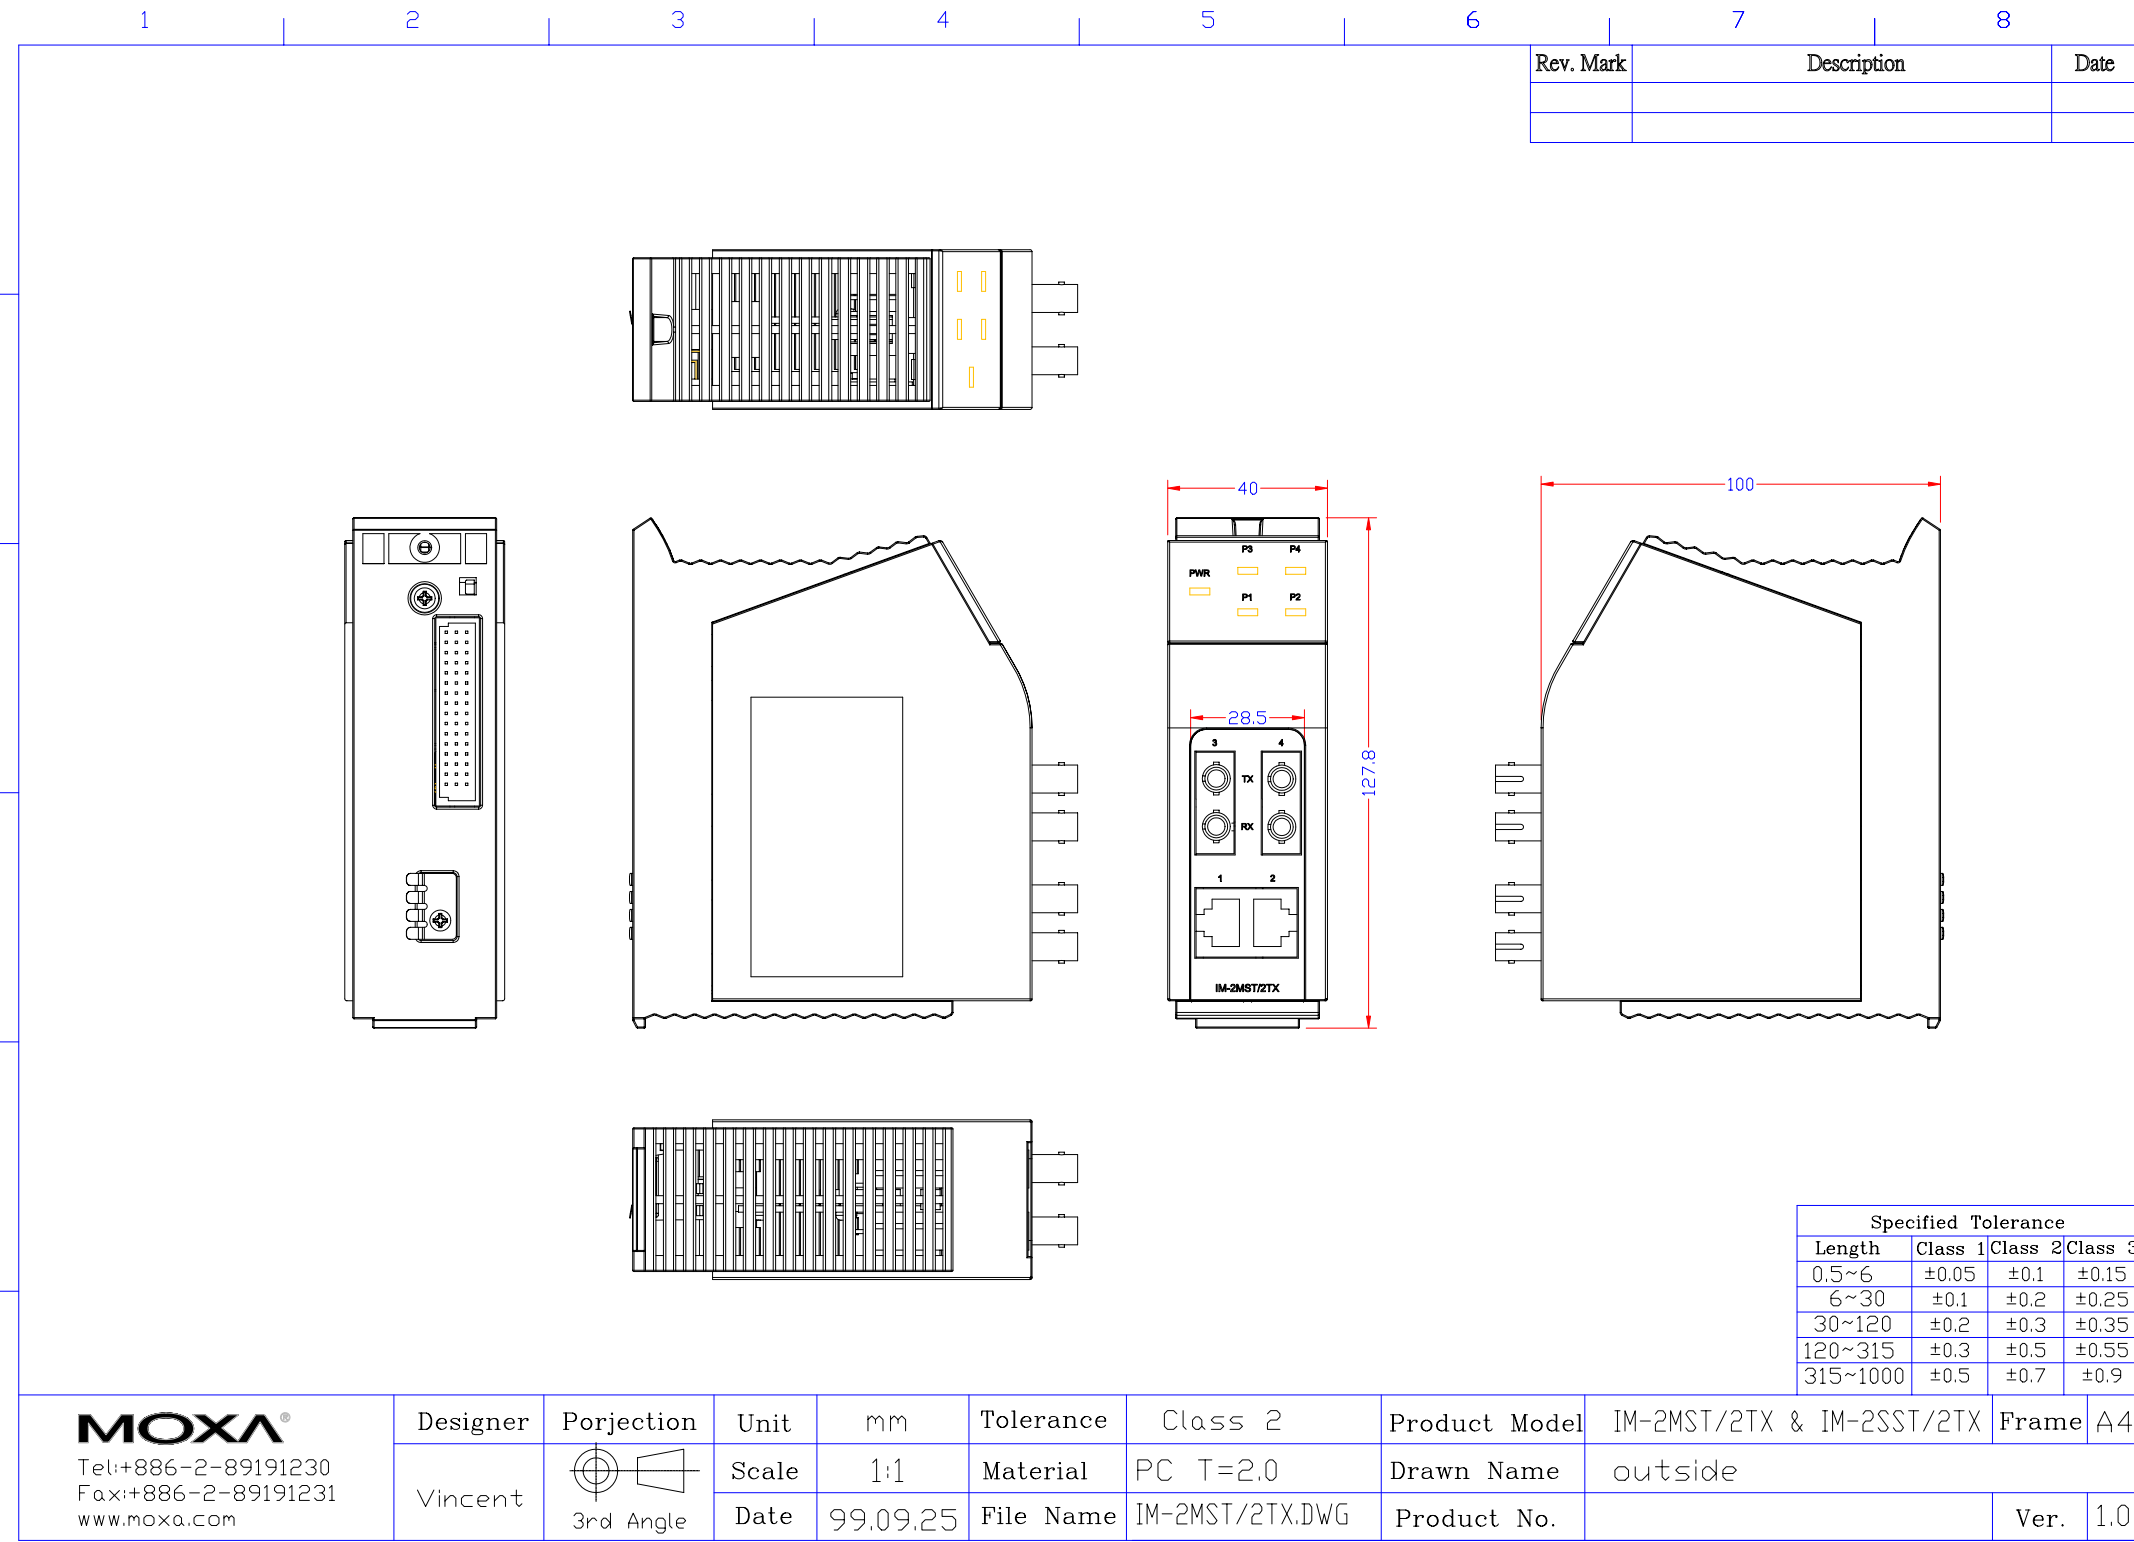 1 2 3 4 5 6 7 8
Rev. Mark Description Date
40
100
P3 P4
PWR
P1 P2
28.5
127.8
3 4
TX
RX
1 2
IM-2MST/2TX
Specified Tolerance
Length Class 1 Class 2 Class 3
0.5~6 ±0.05 ±0.1 ±0.15
6~30 ±0.1 ±0.2 ±0.25
30~120 ±0.2 ±0.3 ±0.35
120~315 ±0.3 ±0.5 ±0.55
315~1000 ±0.5 ±0.7 ±0.9
MOXA®
Tel:+886-2-89191230
Fax:+886-2-89191231
www.moxa.com
Designer
Vincent
Porjection
3rd Angle
Unit mm
Scale 1:1
Date 99.09.25
Tolerance Class 2
Material PC T=2.0
File Name IM-2MST/2TX.DWG
Product Model IM-2MST/2TX & IM-2SST/2TX Frame A4
Drawn Name outside
Product No. Ver. 1.0